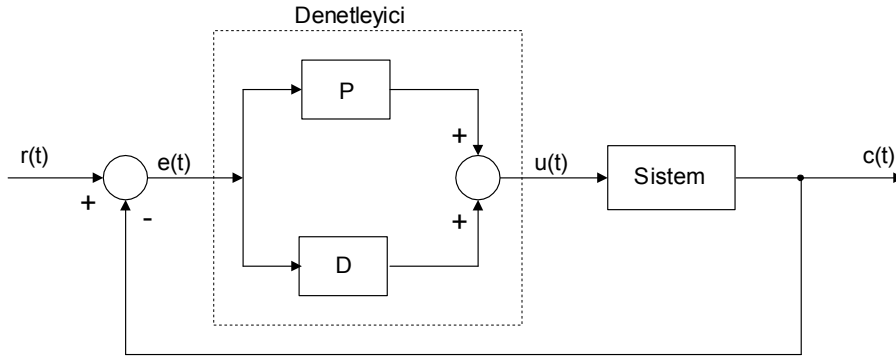 Denetleyici
P
+
r(t)
e(t)
u(t)
Sistem
c(t)
+
-
+
D